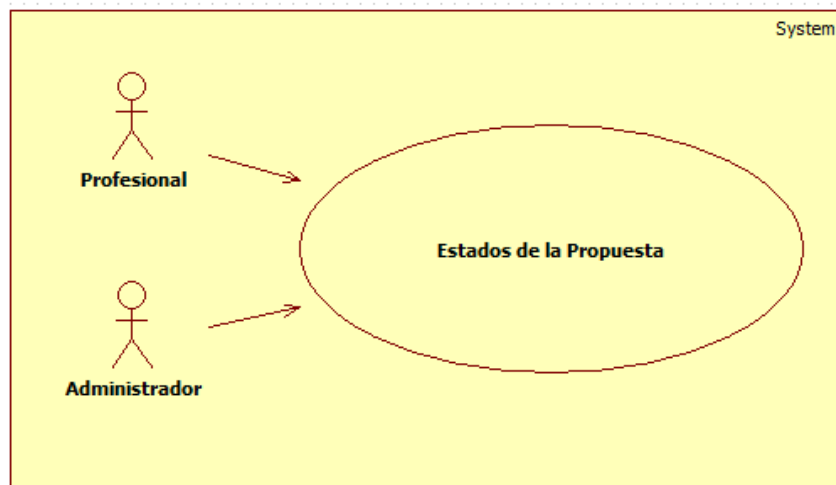 System
Profesional
Estados de la Propuesta
Administrador